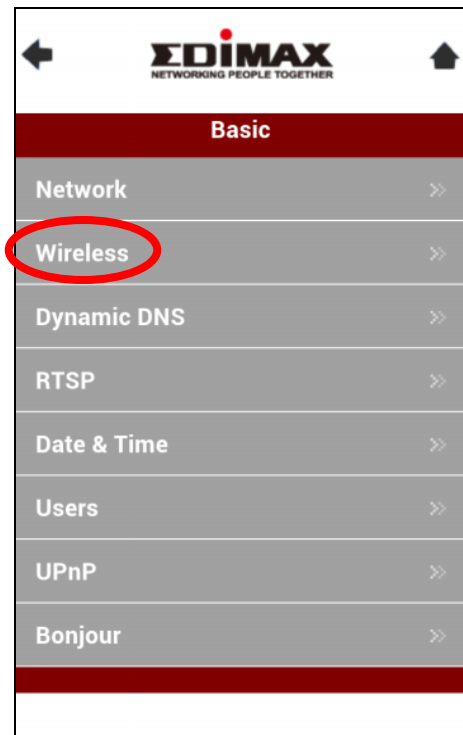 EDIMAX
NETWORKING PEOPLE TOGETHER
Basic
Network
Wireless
Dynamic DNS
RTSP
Date & Time
Users
UPnP
Bonjour